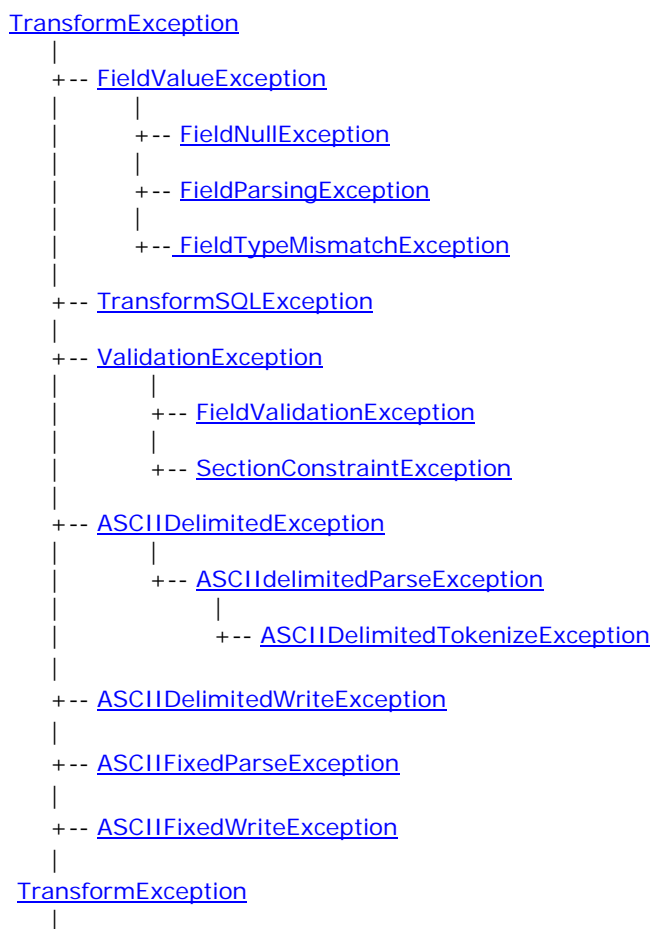 TransformException
|
+-- FieldValueException
| |
| +-- FieldNullException
| |
| +-- FieldParsingException
| |
| +-- FieldTypeMismatchException
|
+-- TransformSQLException
|
+-- ValidationException
| |
| +-- FieldValidationException
| |
| +-- SectionConstraintException
|
+-- ASCIIDelimitedException
| |
| +-- ASCIIdelimitedParseException
| |
| +-- ASCIIDelimitedTokenizeException
|
+-- ASCIIDelimitedWriteException
|
+-- ASCIIFixedParseException
|
+-- ASCIIFixedWriteException
|
TransformException
|